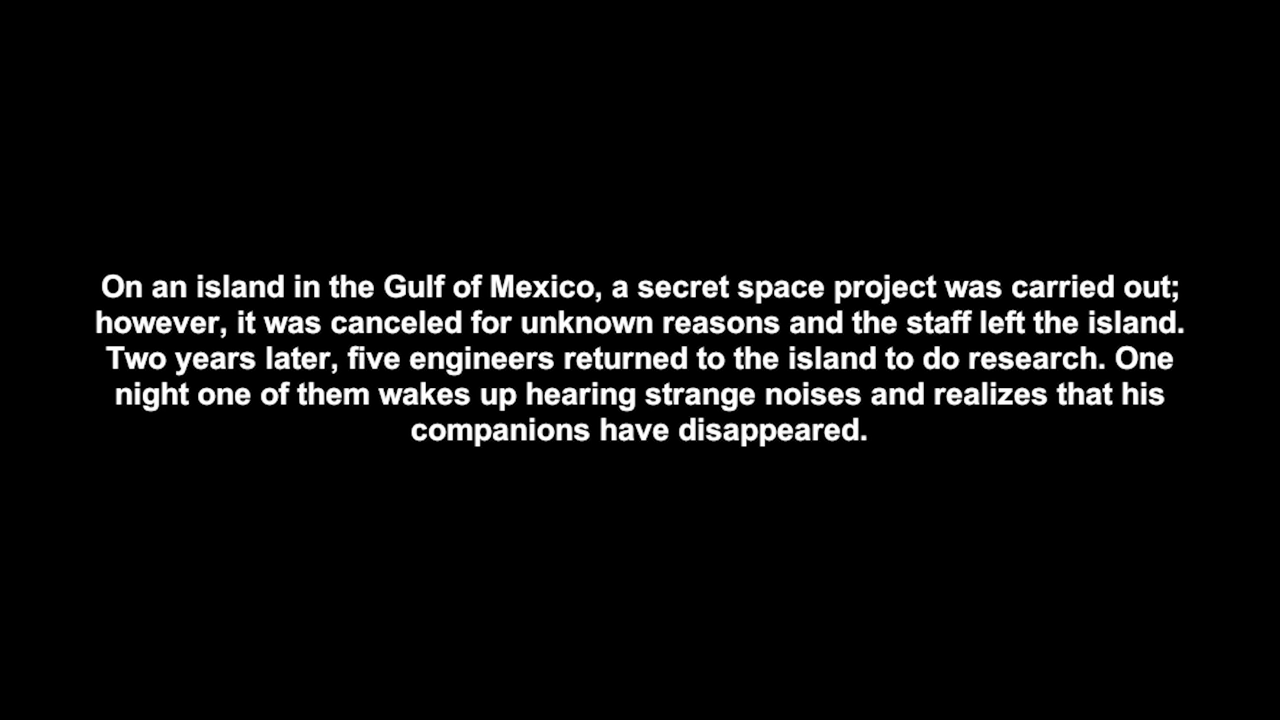 On an island in the Gulf of Mexico, a secret space project was carried out;
however, it was canceled for unknown reasons and the staff left the island.
Two years later, five engineers returned to the island to do research. One
night one of them wakes up hearing strange noises and realizes that his
companions have disappeared.